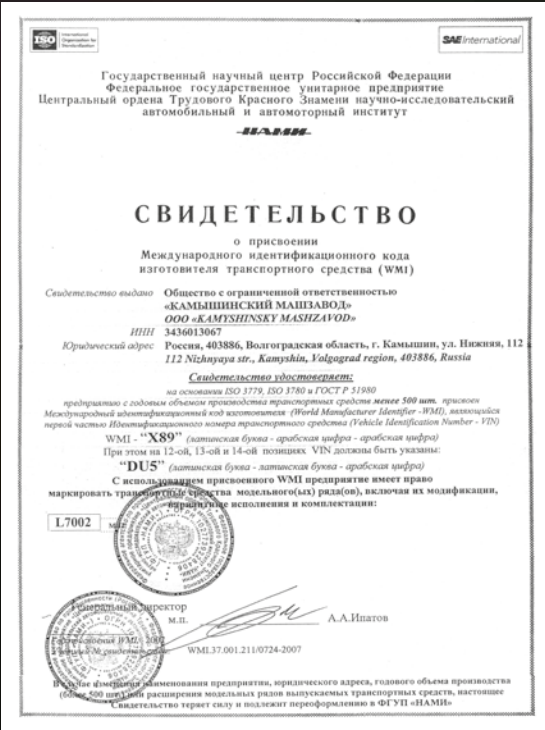 ISO
International
Organization for
Standardization
SAE International
Государственный научный центр Российской Федерации
Федеральное государственное унитарное предприятие
Центральный ордена Трудового Красного Знамени научно-исследовательский
автомобильный и автомоторный институт
НАМИ
СВИДЕТЕЛЬСТВО
о присвоении
Международного идентификационного кода
изготовителя транспортного средства (WMI)
Свидетельство выдано Общество с ограниченной ответственностью
«КАМЫШИНСКИЙ МАШЗАВОД»
ООО «KAMYSHINSKY MASHZAVOD»
ИНН 3436013067
Юридический адрес Россия, 403886, Волгоградская область, г. Камышин, ул. Нижняя, 112
112 Nizhnyaya str., Kamyshin, Volgagrad region, 403886, Russia
Свидетельство удостоверяет:
на основании ISO 3779, ISO 3780 и ГОСТ Р 51980
предприятию с годовым объемом производства транспортных средств менее 500 шт. присвоен
Международный идентификационный код изготовителя (World Manufacturer Identifier -WMI), являющийся
первой частью Идентификационного номера транспортного средства (Vehicle Identification Number - VIN)
WMI - "X89" (латинская буква - арабская цифра - арабская цифра)
При этом на 12-ой, 13-ой и 14-ой позициях VIN должны быть указаны:
"DU5" (латинская буква - латинская буква - арабская цифра)
С использованием присвоенного WMI предприятие имеет право
маркировать транспортные средства модельного(ых) ряда(ов), включая их модификации,
варианты исполнения и комплектации:
L7002
Генеральный директор
м.п.
А.А.Ипатов
WMI, 2007
WMI.37.001.211/0724-2007
В случае изменения наименования предприятия, юридического адреса, годового объема производства
(более 500 шт.) или расширения модельных рядов выпускаемых транспортных средств, настоящее
Свидетельство теряет силу и подлежит переоформлению в ФГУП «НАМИ»